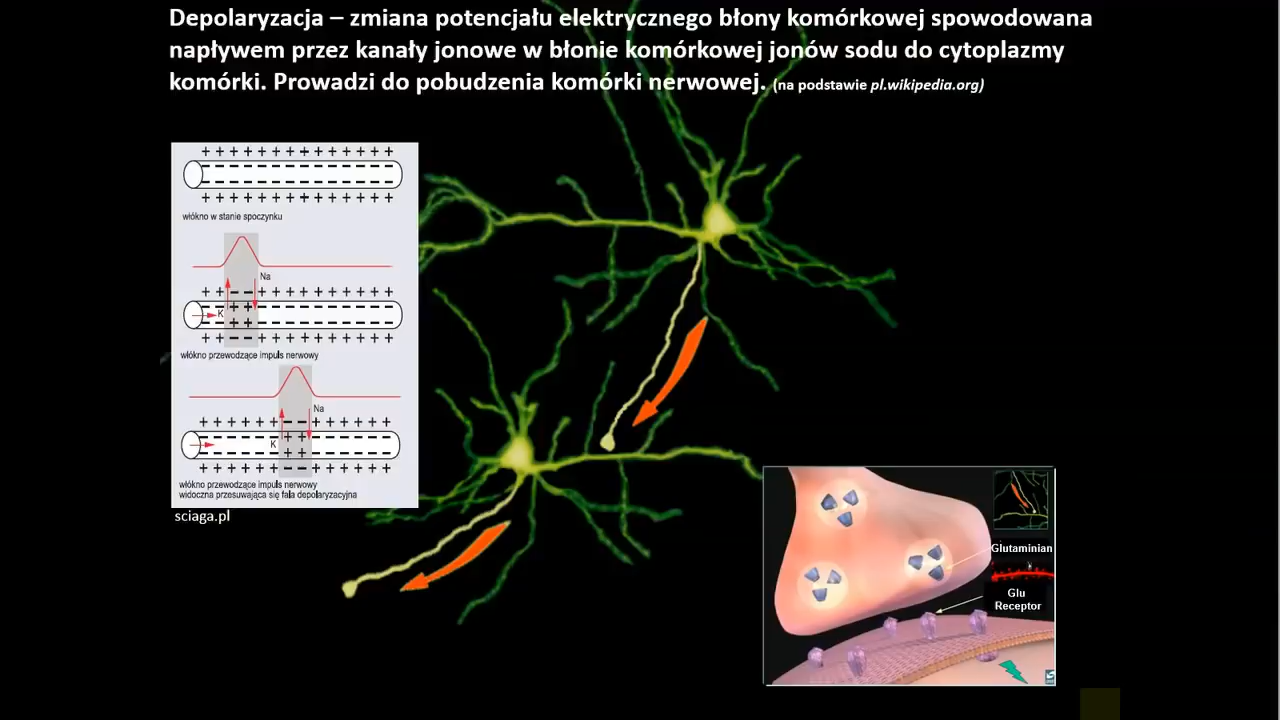 Depolaryzacja – zmiana potencjału elektrycznego błony komórkowej spowodowana
napływem przez kanały jonowe w błonie komórkowej jonów sodu do cytoplazmy
komórki. Prowadzi do pobudzenia komórki nerwowej. (na podstawie pl.wikipedia.org)
+ + + + + + + + + + + + + +
+ + + + + + + + + + + + + +
włókno w stanie spoczynku
Na
K
włókno przewodzące impuls nerwowy
Na
K
włókno przewodzące impuls nerwowy
widoczna przesuwająca się fala depolaryzacyjna
sciaga.pl
Glutaminian
Glu
Receptor